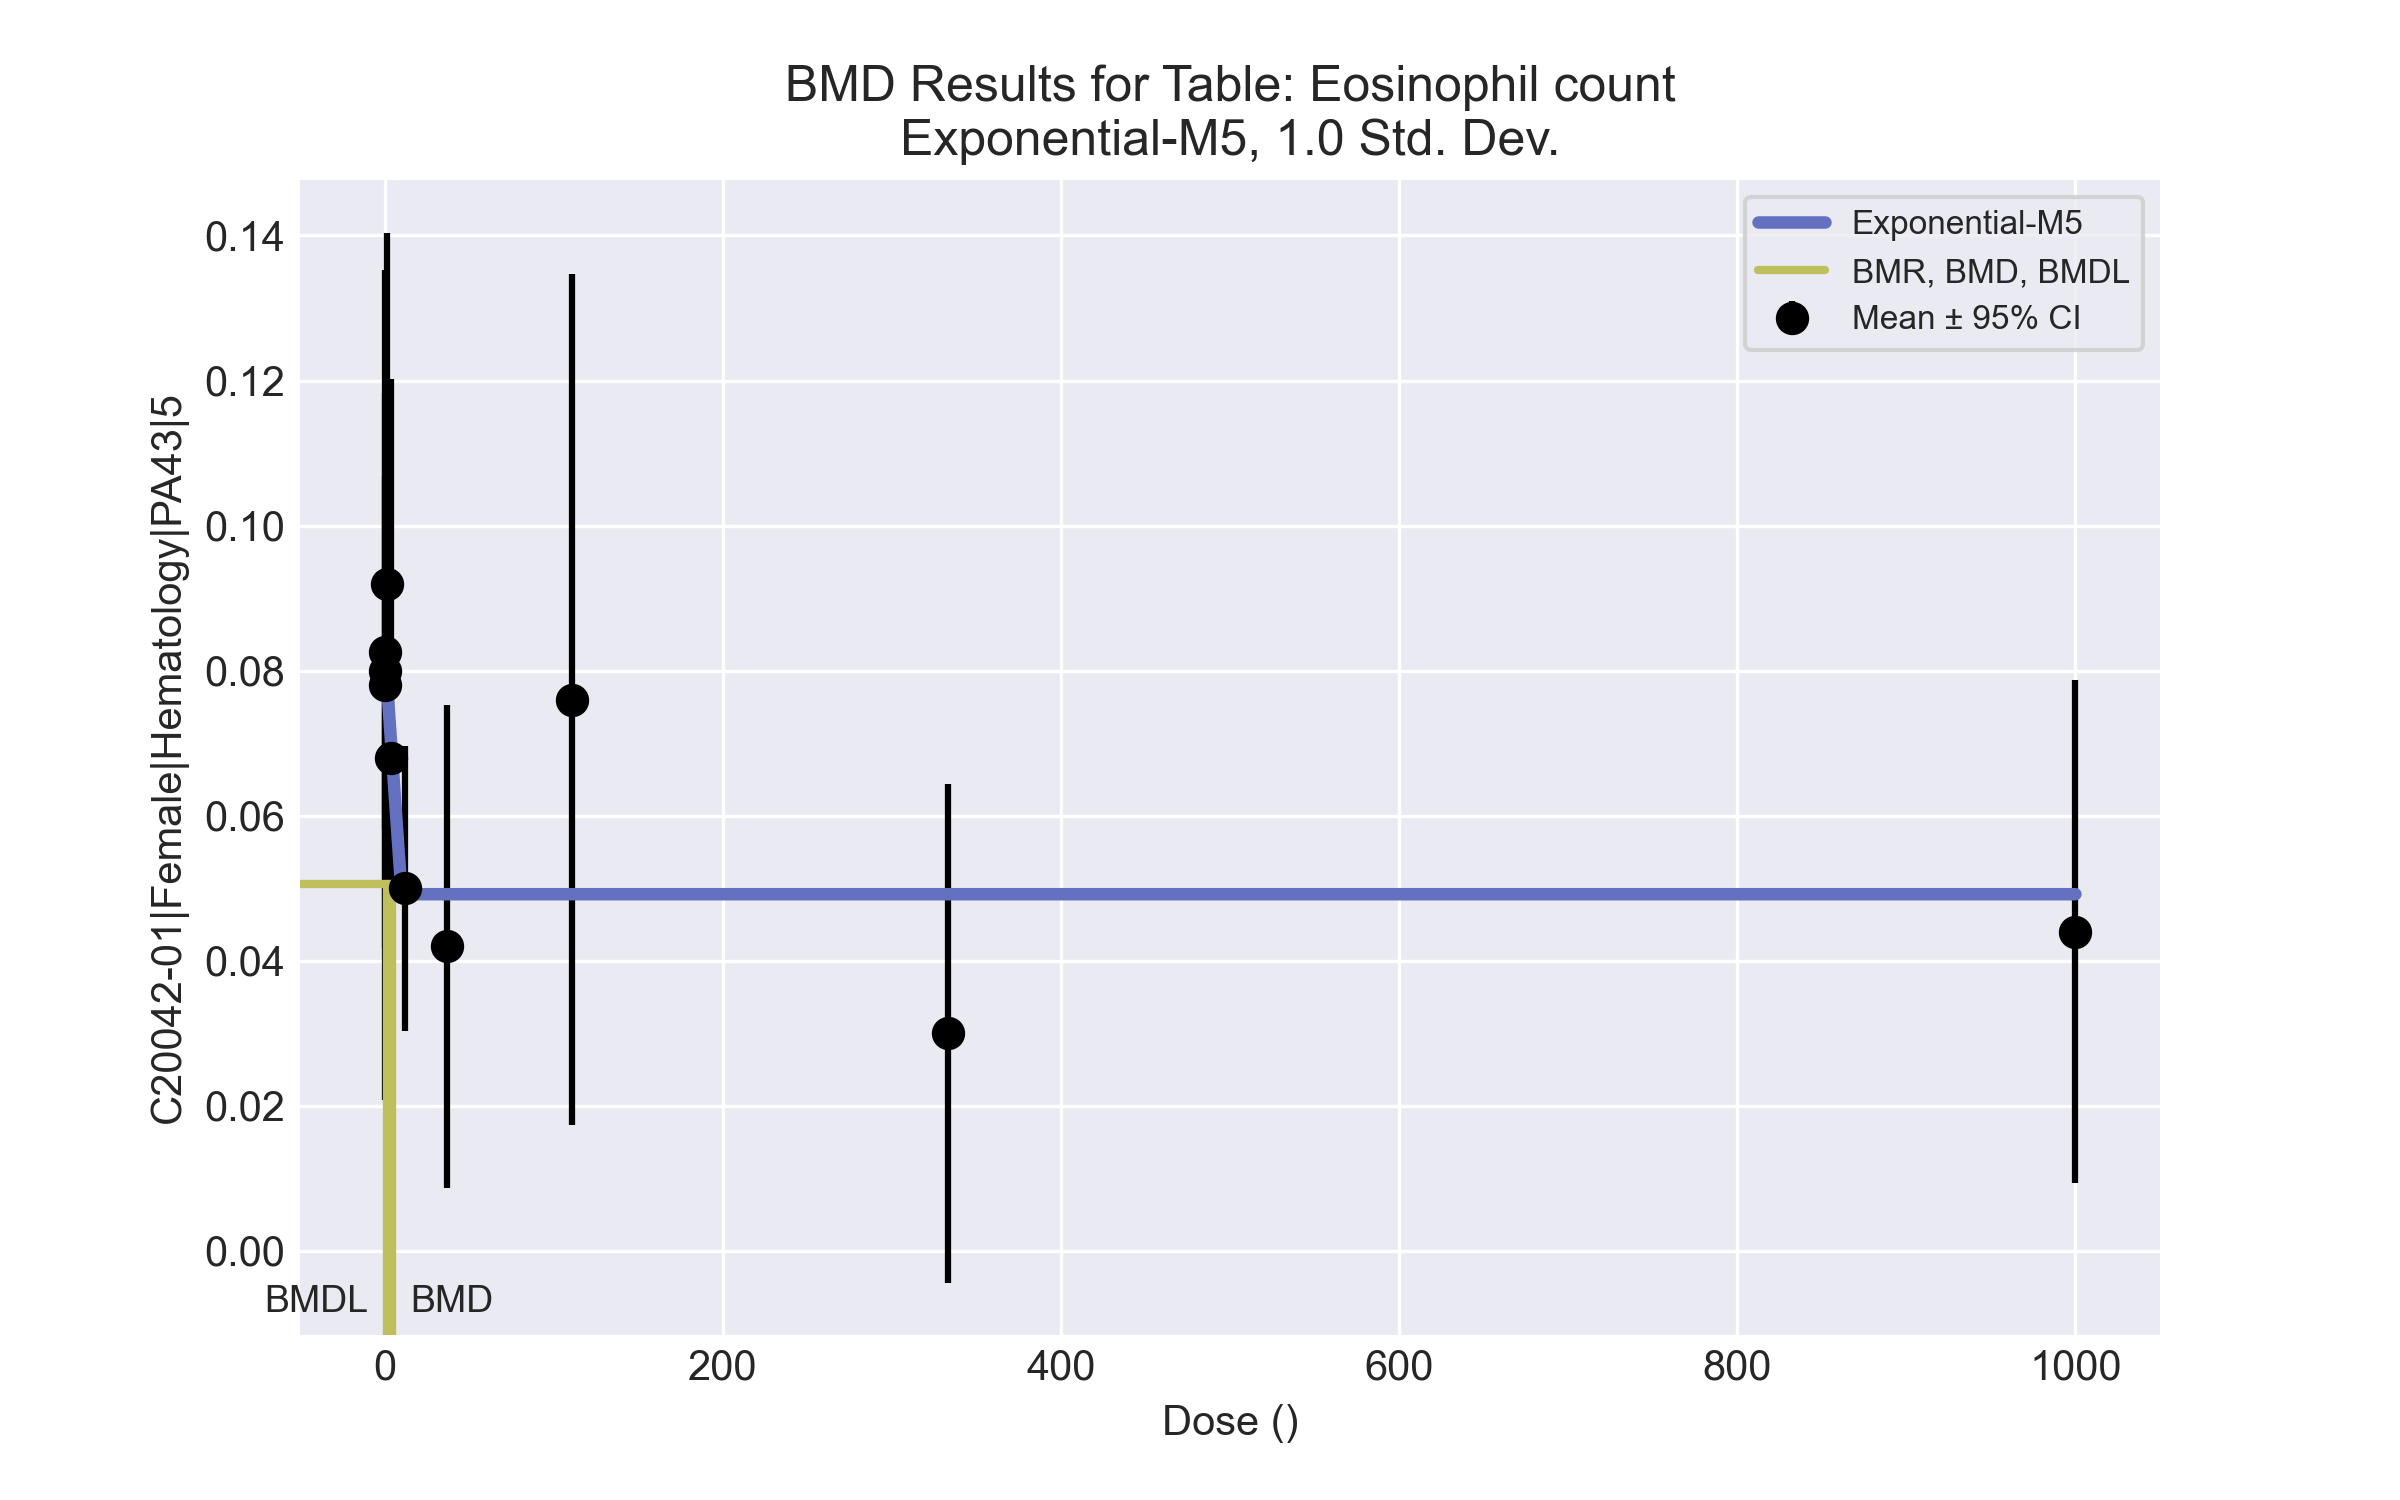 BMD Results for Table: Eosinophil count
Exponential-M5, 1.0 Std. Dev.
Exponential-M5
BMR, BMD, BMDL
Mean ± 95% CI
C20042-01|Female|Hematology|PA43|5
0.14
0.12
0.10
0.08
0.06
0.04
0.02
0.00
BMDL BMD
0 200 400 600 800 1000
Dose ()